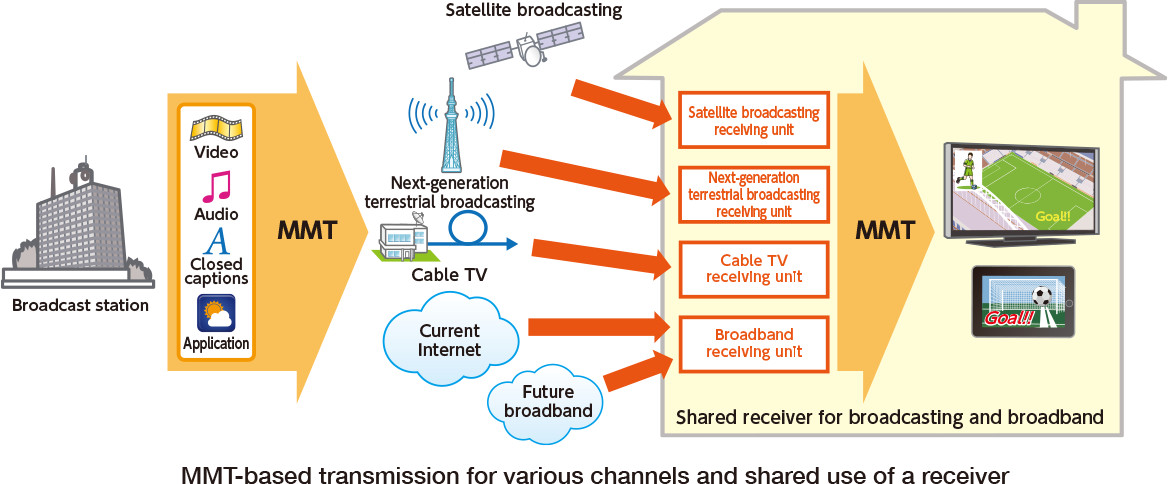 Satellite broadcasting
Broadcast station
Video
Audio
A
Closed
captions
Application
MMT
Next-generation
terrestrial broadcasting
Cable TV
Current
Internet
Future
broadband
Satellite broadcasting
receiving unit
Next-generation
terrestrial broadcasting
receiving unit
Cable TV
receiving unit
Broadband
receiving unit
MMT
Goal!!
Goal!!
Shared receiver for broadcasting and broadband
MMT-based transmission for various channels and shared use of a receiver